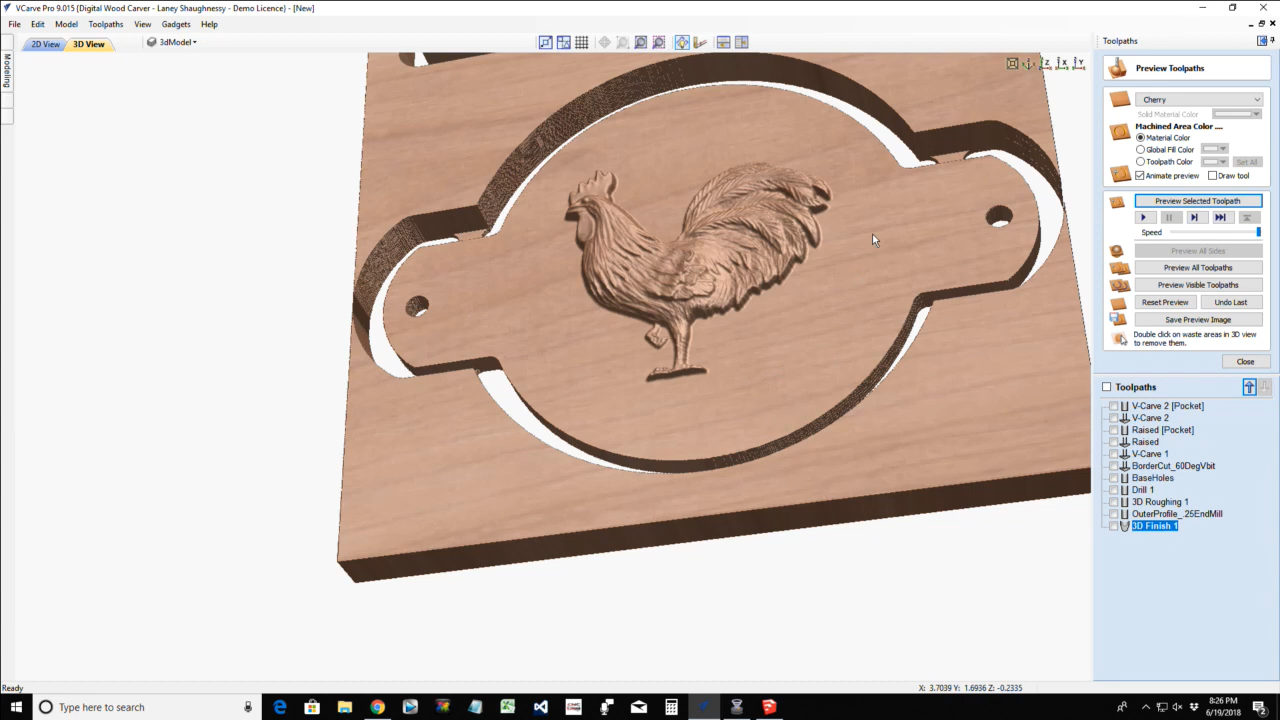 VCarve Pro 9.015 {Digital Wood Carver - Laney Shaughnessy - Demo Licence} - [New]
File Edit Model Toolpaths View Gadgets Help
2D View 3D View 3dModel
Modeling
Z X Y
Toolpaths
Preview Toolpaths
Cherry
Solid Material Color
Machined Area Color ....
Material Color
Global Fill Color
Toolpath Color Set All
Animate preview Draw tool
Preview Selected Toolpath
Speed
Preview All Sides
Preview All Toolpaths
Preview Visible Toolpaths
Reset Preview Undo Last
Save Preview Image
Double click on waste areas in 3D view
to remove them.
Close
Toolpaths
V-Carve 2 [Pocket]
V-Carve 2
Raised [Pocket]
Raised
V-Carve 1
BorderCut_60DegVbit
BaseHoles
Drill 1
3D Roughing 1
OuterProfile_.25EndMill
3D Finish 1
Ready
X: 3.7039 Y: 1.6936 Z: -0.2335
Type here to search
8:26 PM
6/19/2018
2